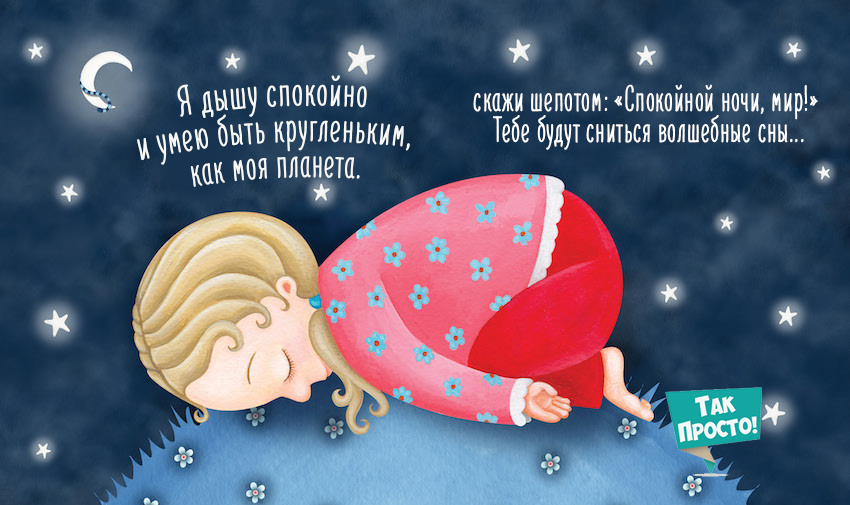 Я дышу спокойно
и умею быть кругленьким,
как моя планета.
скажи шепотом: «Спокойной ночи, мир!»
Тебе будут сниться волшебные сны...
Так
Просто!